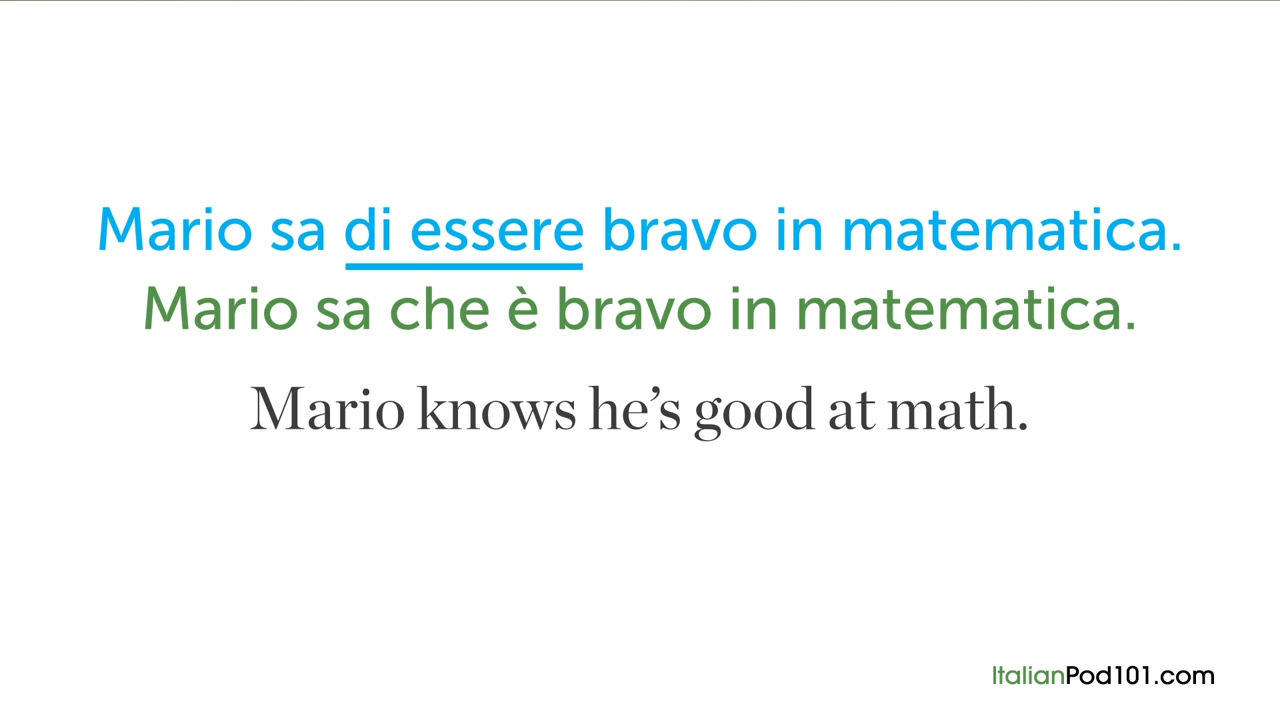 Mario sa di essere bravo in matematica.
Mario sa che è bravo in matematica.
Mario knows he’s good at math.
ItalianPod101.com